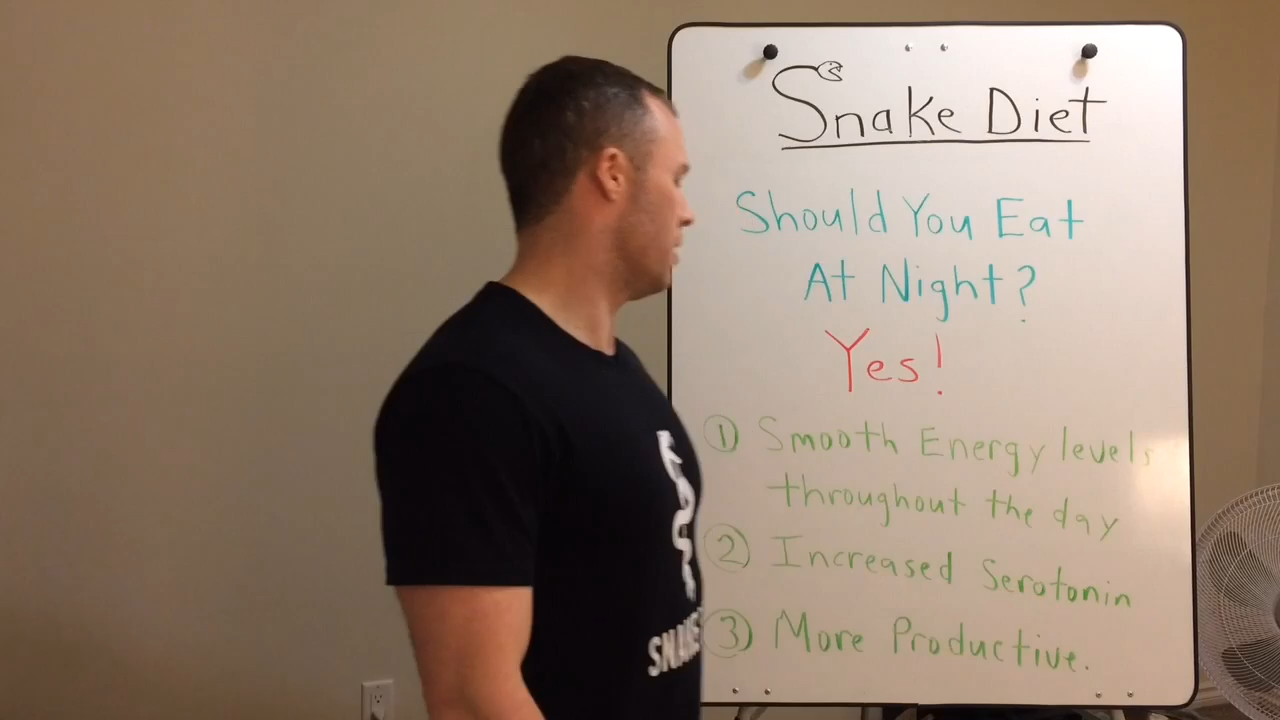 Snake Diet
Should You Eat
At Night?
Yes!
① Smooth Energy levels
throughout the day
② Increased Serotonin
③ More Productive.